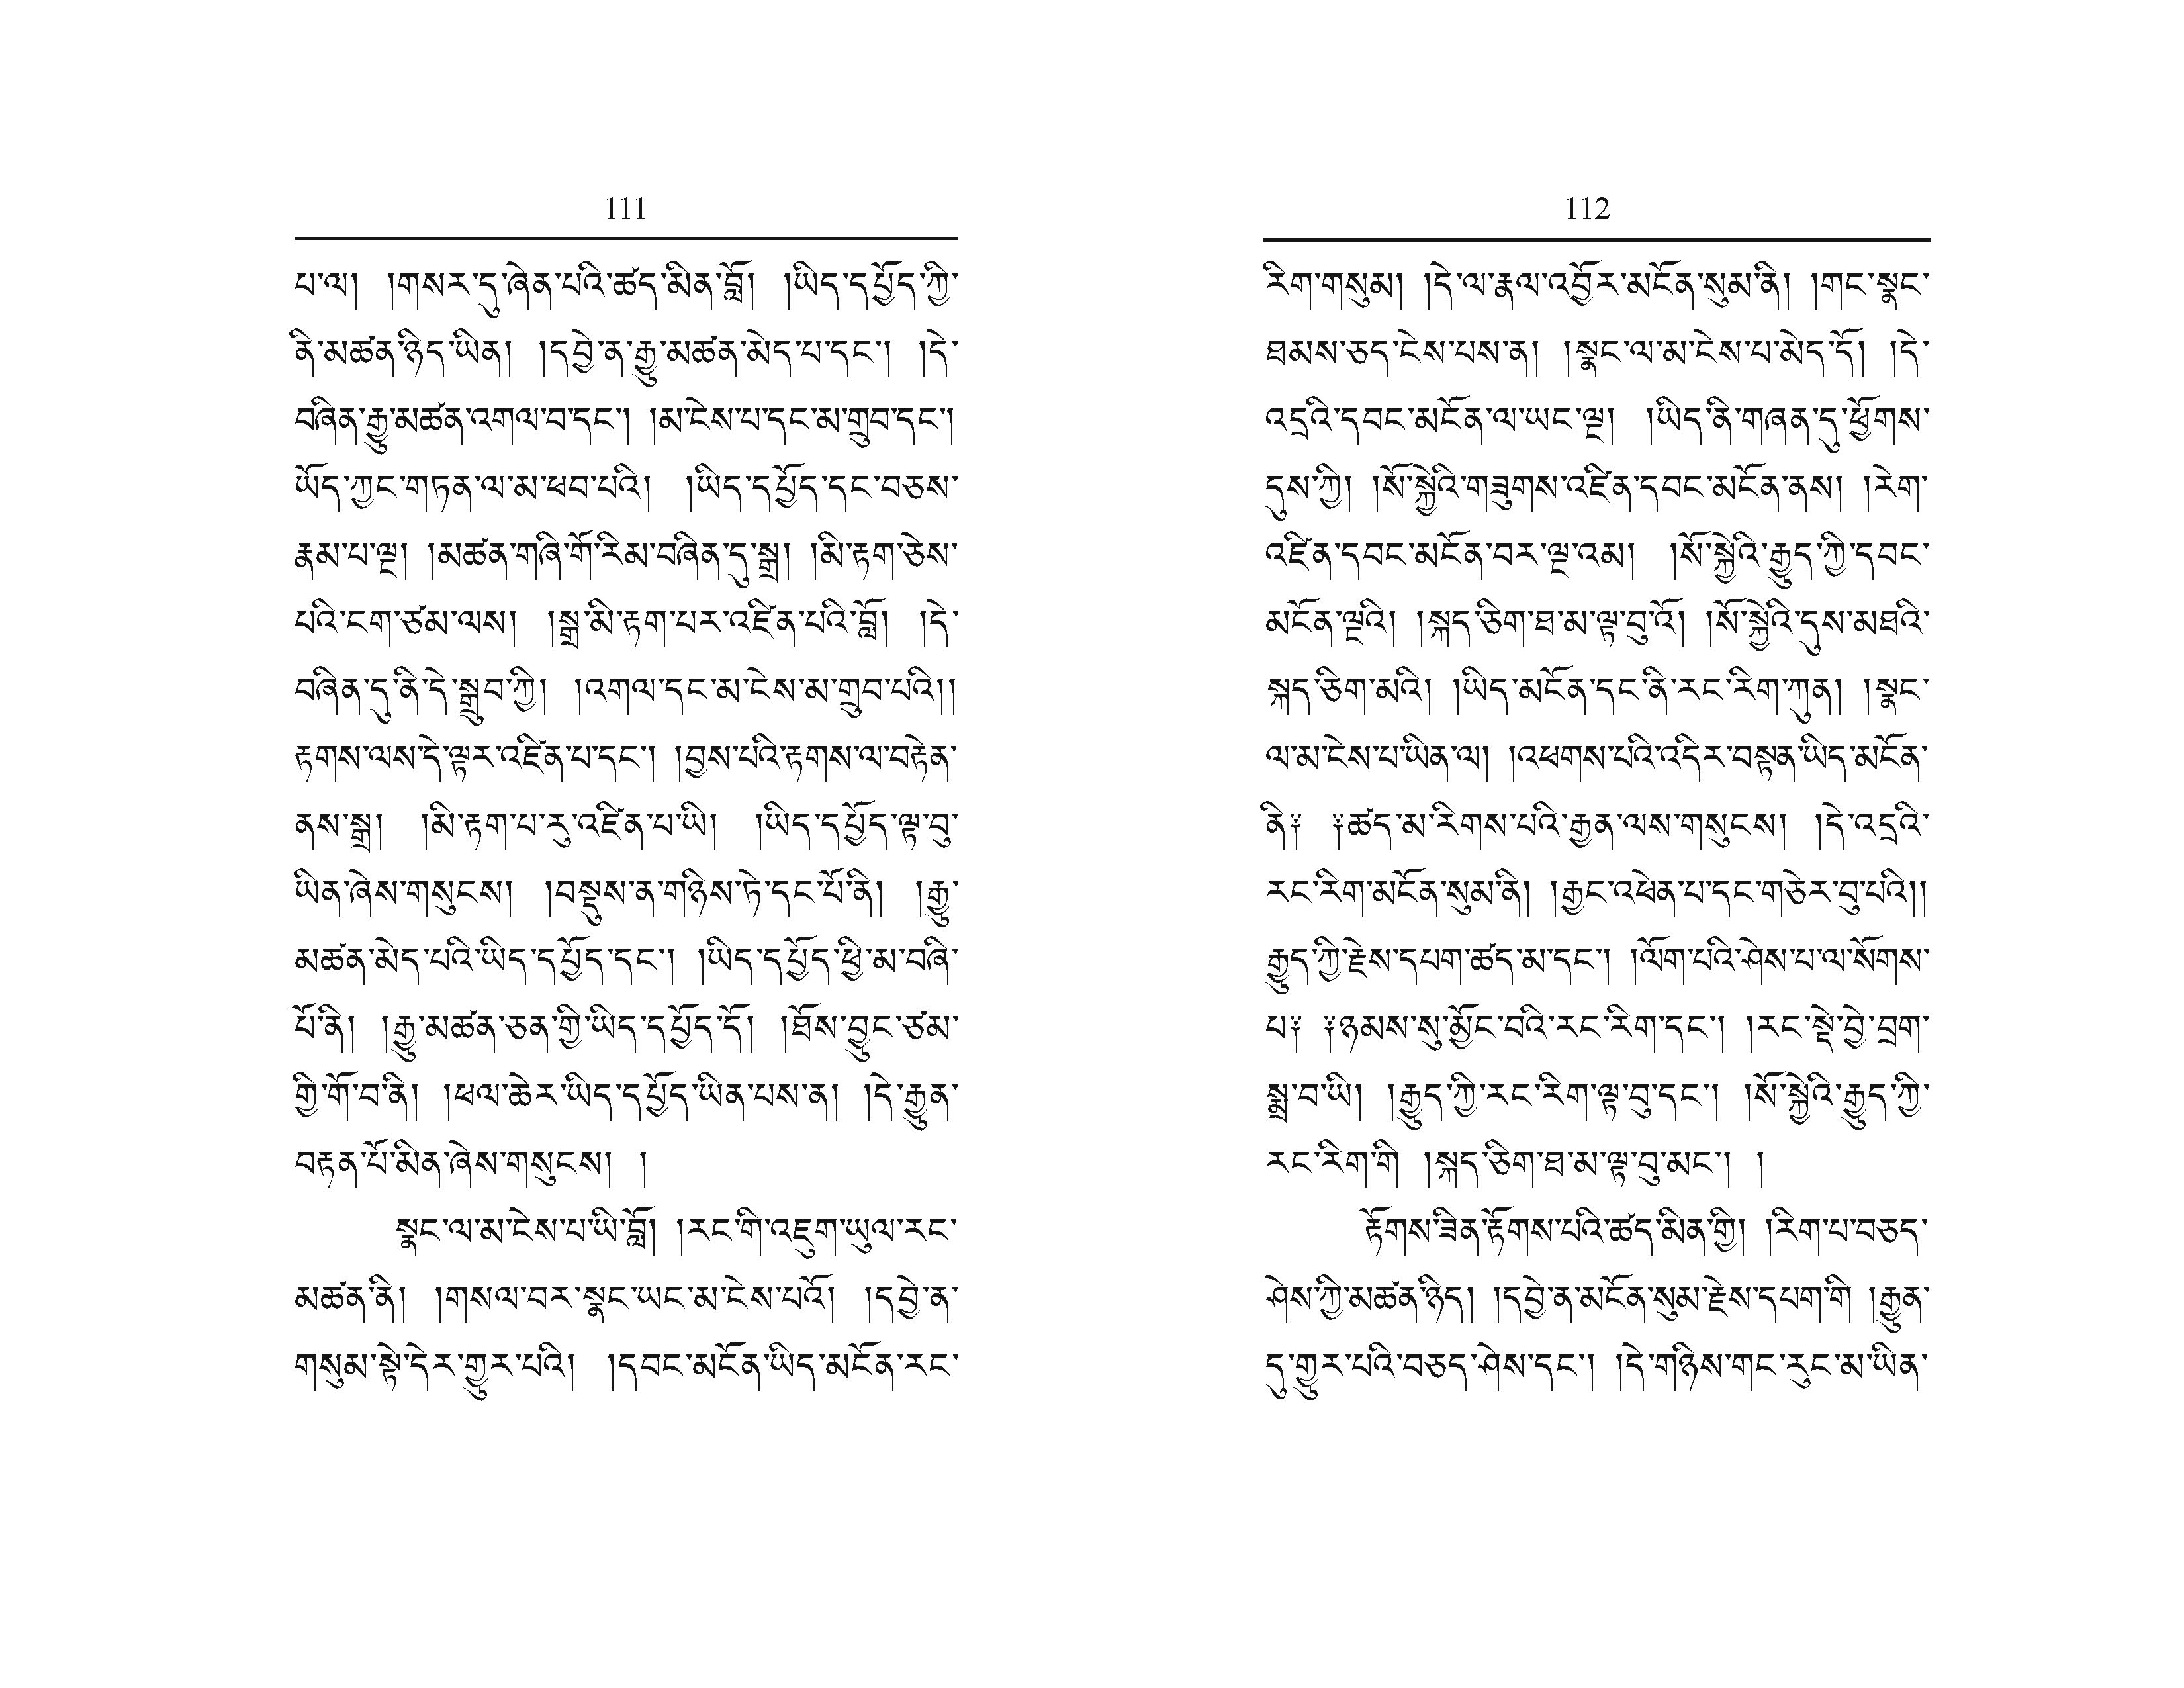 111
པ་ལ། །གསར་དུ་ཞེན་པའི་ཚད་མིན་བློ། །ཡིད་དཔྱོད་ཀྱི་
ནི་མཚན་ཉིད་ཡིན། །དབྱེ་ན་རྒྱུ་མཚན་མེད་པ་དང༌། །དེ་
བཞིན་རྒྱུ་མཚན་འགལ་བ་དང༌། །མ་ངེས་པ་དང་མ་གྲུབ་དང༌།
ཡོད་ཀྱང་གཏན་ལ་མ་ཕབ་པའི། །ཡིད་དཔྱོད་དང་བཅས་
རྣམ་པ་ལྔ། །མཚན་གཞི་གོ་རིམ་བཞིན་དུ་སྒྲ། །མི་རྟག་ཅེས་
པའི་ངག་ཙམ་ལས། །སྒྲ་མི་རྟག་པར་འཛིན་པའི་བློ། །དེ་
བཞིན་དུ་ནི་དེ་སྒྲུབ་ཀྱི། །འགལ་དང་མ་ངེས་མ་གྲུབ་པའི།།
རྟགས་ལས་དེ་ལྟར་འཛིན་པ་དང༌། །བྱས་པའི་རྟགས་ལ་བརྟེན་
ནས་སྒྲ། །མི་རྟག་པ་རུ་འཛིན་པ་ཡི། །ཡིད་དཔྱོད་ལྟ་བུ་
ཡིན་ཞེས་གསུངས། །བསྡུས་ན་གཉིས་ཏེ་དང་པོ་ནི། །རྒྱུ་
མཚན་མེད་པའི་ཡིད་དཔྱོད་དང༌། །ཡིད་དཔྱོད་ཕྱི་མ་བཞི་
པོ་ནི། །རྒྱུ་མཚན་ཅན་གྱི་ཡིད་དཔྱོད་དོ། །ཐོས་བྱུང་ཙམ་
གྱི་གོ་བ་ནི། །ཕལ་ཆེར་ཡིད་དཔྱོད་ཡིན་པས་ན། །དེ་རྒྱུན་
བརྟན་པོ་མིན་ཞེས་གསུངས། །
སྣང་ལ་མ་ངེས་པ་ཡི་བློ། །རང་གི་འཇུག་ཡུལ་རང་
མཚན་ནི། །གསལ་བར་སྣང་ཡང་མ་ངེས་པའོ། །དབྱེ་ན་
གསུམ་སྟེ་དེར་གྱུར་པའི། །དབང་མངོན་ཡིད་མངོན་རང་
112
རིག་གསུམ། །དེ་ལ་རྣལ་འབྱོར་མངོན་སུམ་ནི། །གང་སྣང་
ཐམས་ཅད་ངེས་པས་ན། །སྣང་ལ་མ་ངེས་པ་མེད་དོ། །དེ་
འདྲའི་དབང་མངོན་ལ་ཡང་ལྔ། །ཡིད་ནི་གཞན་དུ་ཕྱོགས་
དུས་ཀྱི། །སོ་སྐྱེའི་གཟུགས་འཛིན་དབང་མངོན་ནས། །རེག་
འཛིན་དབང་མངོན་བར་ལྔ་འམ། །སོ་སྐྱེའི་རྒྱུད་ཀྱི་དབང་
མངོན་ལྔའི། །སྐད་ཅིག་ཐ་མ་ལྟ་བུ་འོ། །སོ་སྐྱེའི་དུས་མཐའི་
སྐད་ཅིག་མའི། །ཡིད་མངོན་དང་ནི་རང་རིག་ཀུན། །སྣང་
ལ་མ་ངེས་པ་ཡིན་ལ། །འཕགས་པའི་འདིར་བསྟན་ཡིད་མངོན་
ནི༑ ༑ཚད་མ་རིགས་པའི་རྒྱན་ལས་གསུངས། །དེ་འདྲའི་
རང་རིག་མངོན་སུམ་ནི། །རྒྱང་འཕེན་པ་དང་གཅེར་བུ་པའི།།
རྒྱུད་ཀྱི་རྗེས་དཔག་ཚད་མ་དང༌། །ལོག་པའི་ཤེས་པ་ལ་སོགས་
པ༑ ༑ཉམས་སུ་མྱོང་བའི་རང་རིག་དང༌། །རང་སྡེ་བྱེ་བྲག་
སྨྲ་བ་ཡི། །རྒྱུད་ཀྱི་རང་རིག་ལྟ་བུ་དང༌། །སོ་སྐྱེའི་རྒྱུད་ཀྱི་
རང་རིག་གི །སྐད་ཅིག་ཐ་མ་ལྟ་བུ་མང༌། །
རྟོགས་ཟིན་རྟོགས་པའི་ཚད་མིན་གྱི། །རིག་པ་བཅད་
ཤེས་ཀྱི་མཚན་ཉིད། །དབྱེ་ན་མངོན་སུམ་རྗེས་དཔག་གི །རྒྱུན་
དུ་གྱུར་པའི་བཅད་ཤེས་དང༌། །དེ་གཉིས་གང་རུང་མ་ཡིན་